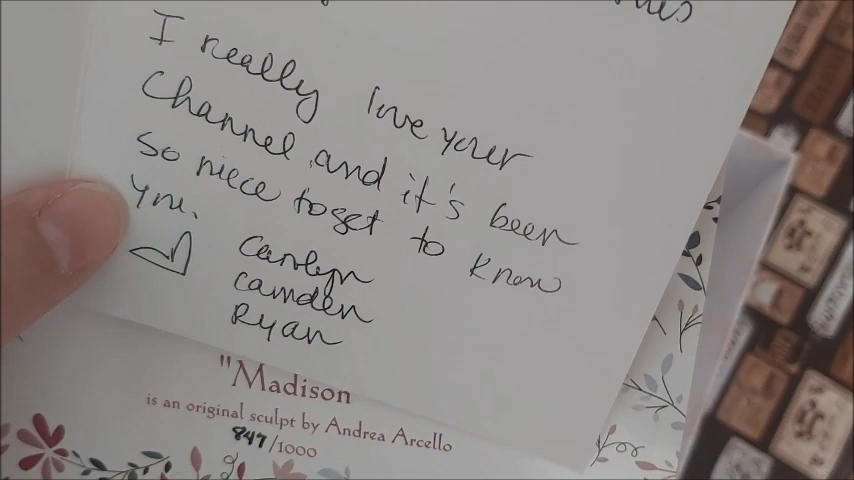 I really love your
Channel and it's been
So niece to get to know
you.
Carolyn
Camden
Ryan
"Madison
is an original sculpt by Andrea Arcello
847/1000